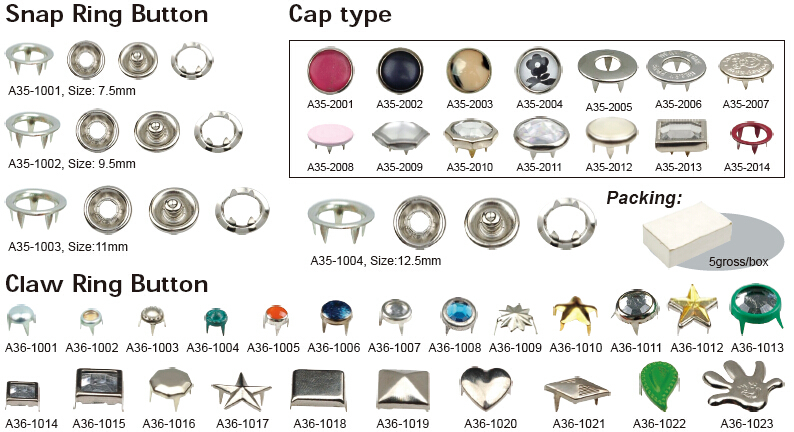 Snap Ring Button
Cap type
A35-1001, Size: 7.5mm
A35-2001 A35-2002 A35-2003 A35-2004 A35-2005 A35-2006 A35-2007
A35-1002, Size: 9.5mm
A35-2008 A35-2009 A35-2010 A35-2011 A35-2012 A35-2013 A35-2014
Packing:
A35-1003, Size:11mm
A35-1004, Size:12.5mm
5gross/box
Claw Ring Button
A36-1001 A36-1002 A36-1003 A36-1004 A36-1005 A36-1006 A36-1007 A36-1008 A36-1009 A36-1010 A36-1011 A36-1012 A36-1013
A36-1014 A36-1015 A36-1016 A36-1017 A36-1018 A36-1019 A36-1020 A36-1021 A36-1022 A36-1023